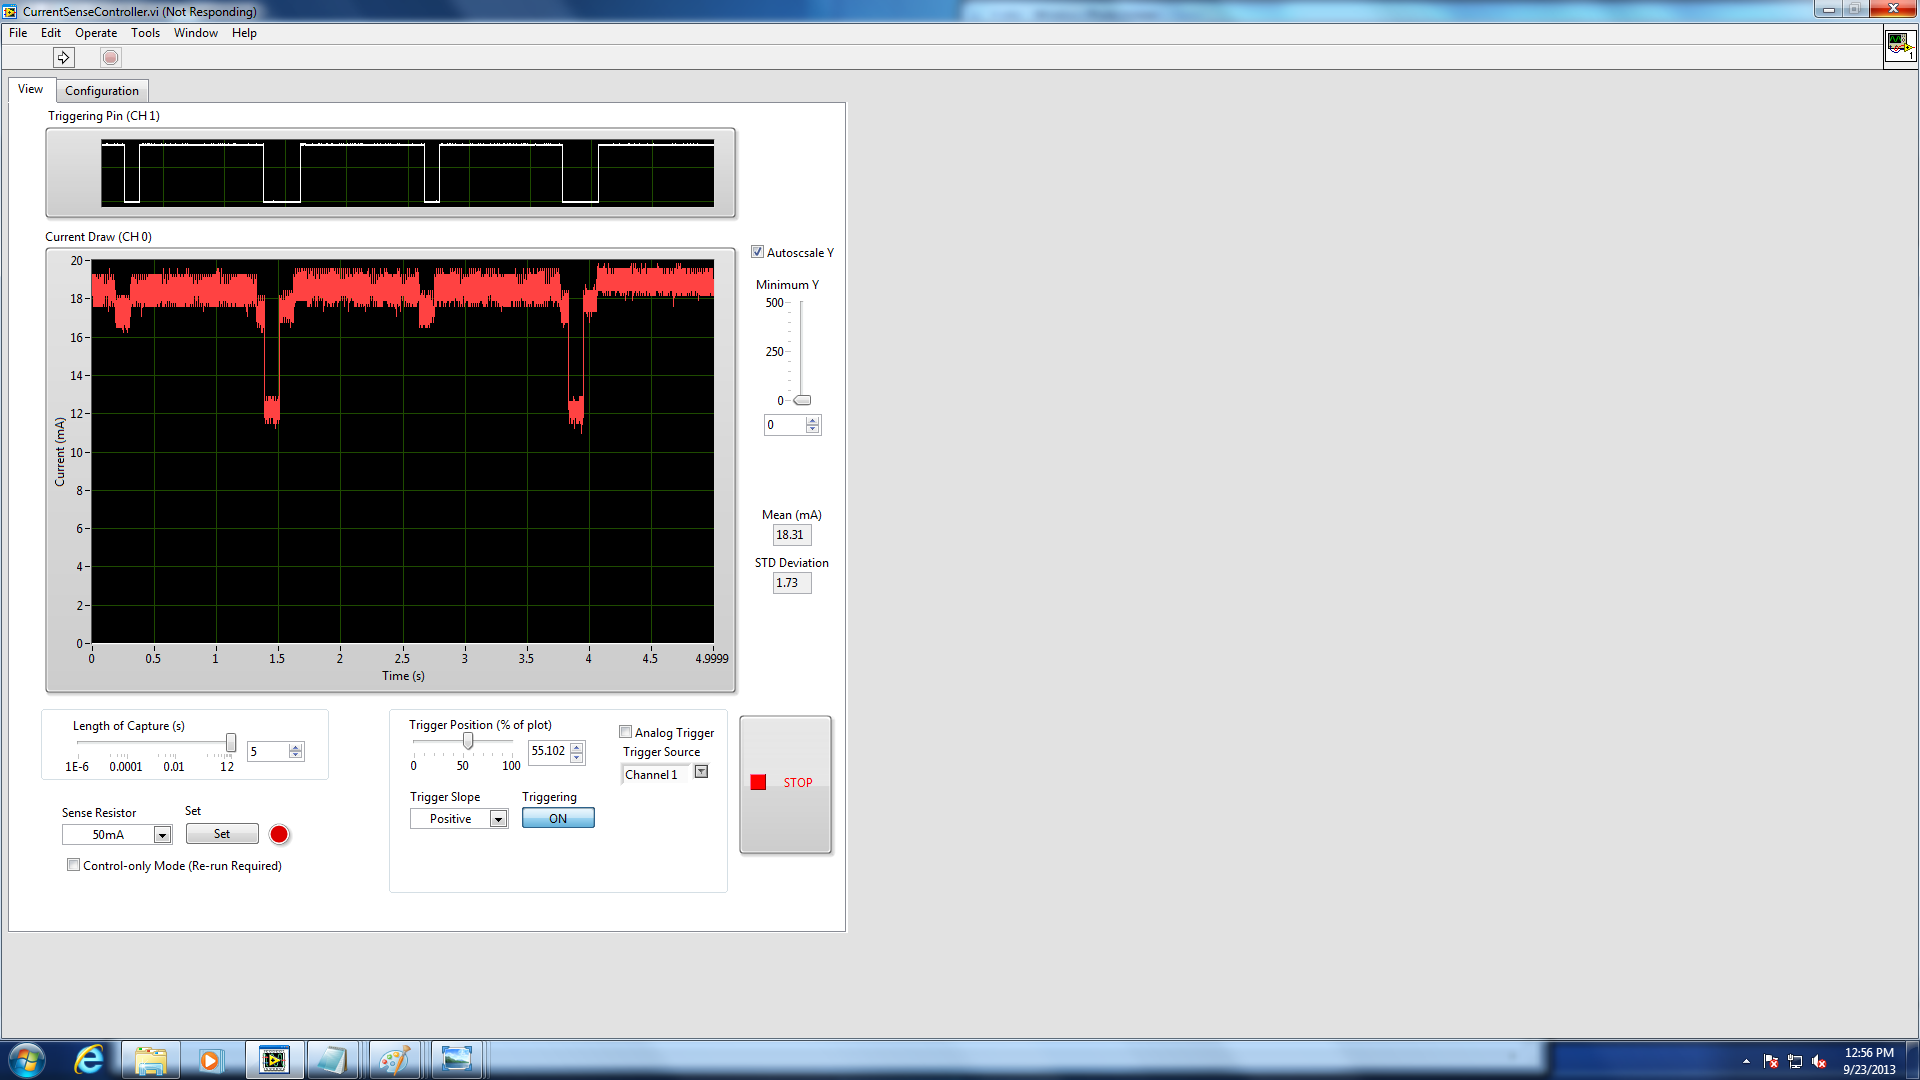 CurrentSenseController.vi (Not Responding)
File Edit Operate Tools Window Help
1
View Configuration
Triggering Pin (CH 1)
Current Draw (CH 0)
20
18
16
14
12
10
8
6
4
2
0
Current (mA)
0 0.5 1 1.5 2 2.5 3 3.5 4 4.5 4.9999
Time (s)
Autoscsale Y
Minimum Y
500
250
0
0
Mean (mA)
18.31
STD Deviation
1.73
Length of Capture (s)
5
1E-6 0.0001 0.01 12
Sense Resistor
50mA
Set
Set
Control-only Mode (Re-run Required)
Trigger Position (% of plot)
55.102
0 50 100
Analog Trigger
Trigger Source
Channel 1
Trigger Slope
Positive
Triggering
ON
STOP
12:56 PM
9/23/2013